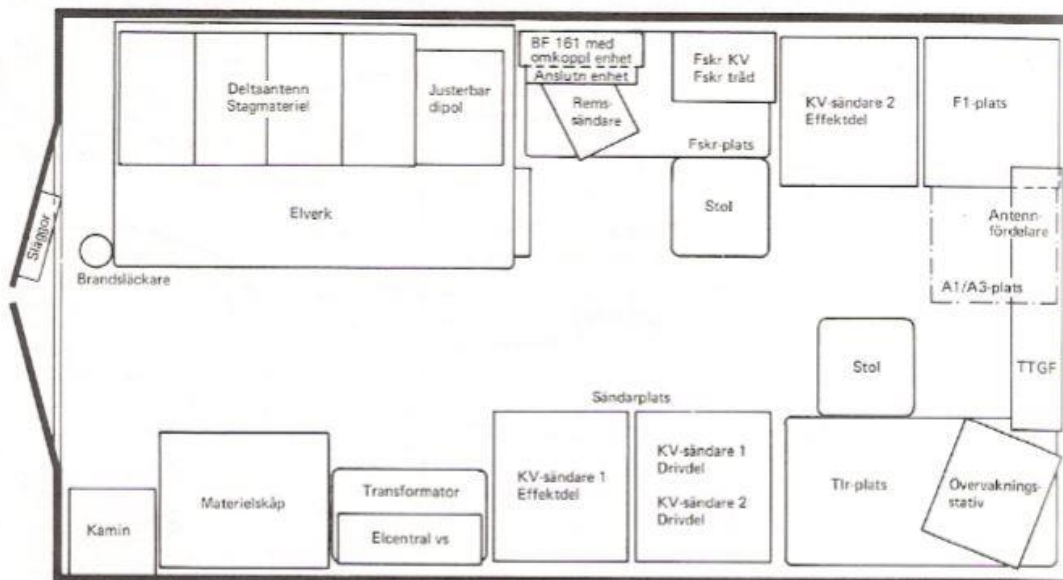 BF 161 med
omkoppl enhet
Anslutn enhet
Fskr KV
Fskr tråd
Deltaantenn
Stagmateriel
Justerbar
dipol
Rems-
sändare
KV-sändare 2
Effektdel
F1-plats
Fskr-plats
Elverk
Stol
Antenn-
fördelare
Släggor
Brandsläckare
A1/A3-plats
Stol
TTGF
Sändarplats
KV-sändare 1
Effektdel
KV-sändare 1
Drivdel
KV-sändare 2
Drivdel
Tlr-plats
Övervaknings-
stativ
Materielskåp
Transformator
Elcentral vs
Kamin